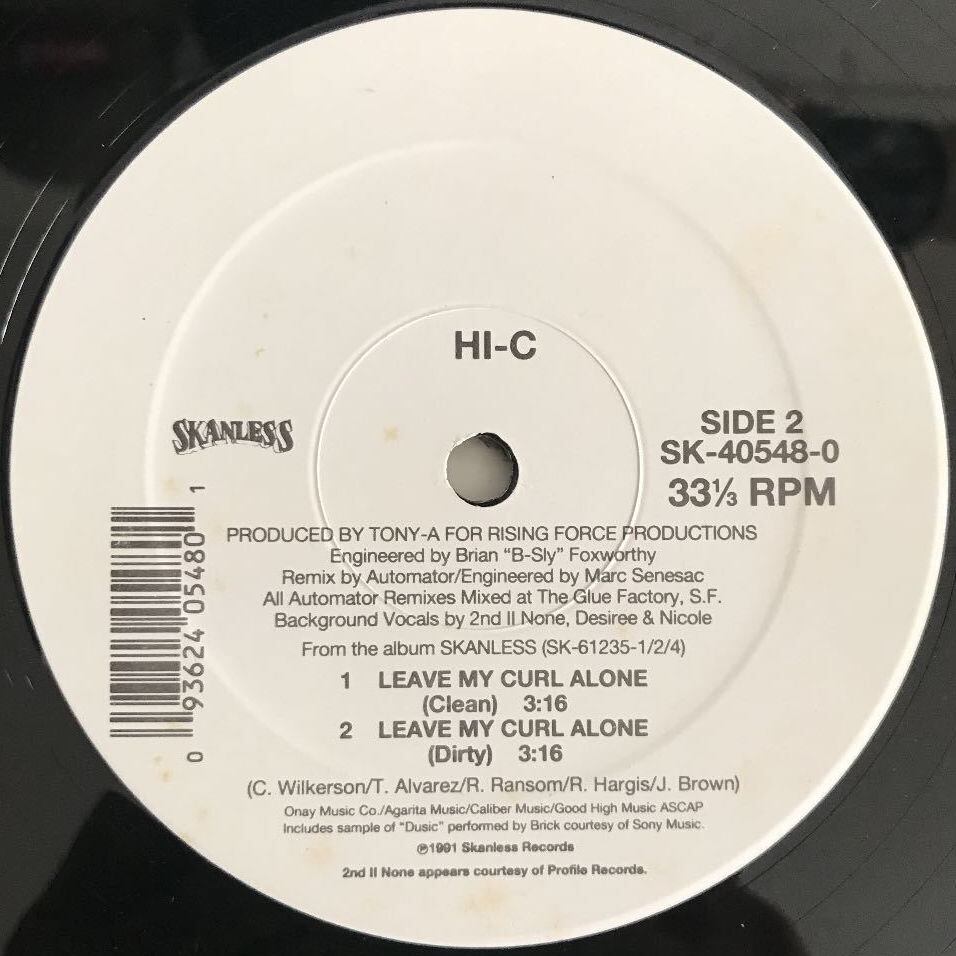 HI-C
SKANLESS
SIDE 2
SK-40548-0
33⅓ RPM
0 93624 05480 1
PRODUCED BY TONY-A FOR RISING FORCE PRODUCTIONS
Engineered by Brian “B-Sly” Foxworthy
Remix by Automator/Engineered by Marc Senesac
All Automator Remixes Mixed at The Glue Factory, S.F.
Background Vocals by 2nd II None, Desiree & Nicole
From the album SKANLESS (SK-61235-1/2/4)
1 LEAVE MY CURL ALONE
(Clean) 3:16
2 LEAVE MY CURL ALONE
(Dirty) 3:16
(C. Wilkerson/T. Alvarez/R. Ransom/R. Hargis/J. Brown)
Onay Music Co./Agarita Music/Caliber Music/Good High Music ASCAP
Includes sample of “Dusic” performed by Brick courtesy of Sony Music.
℗1991 Skanless Records
2nd II None appears courtesy of Profile Records.